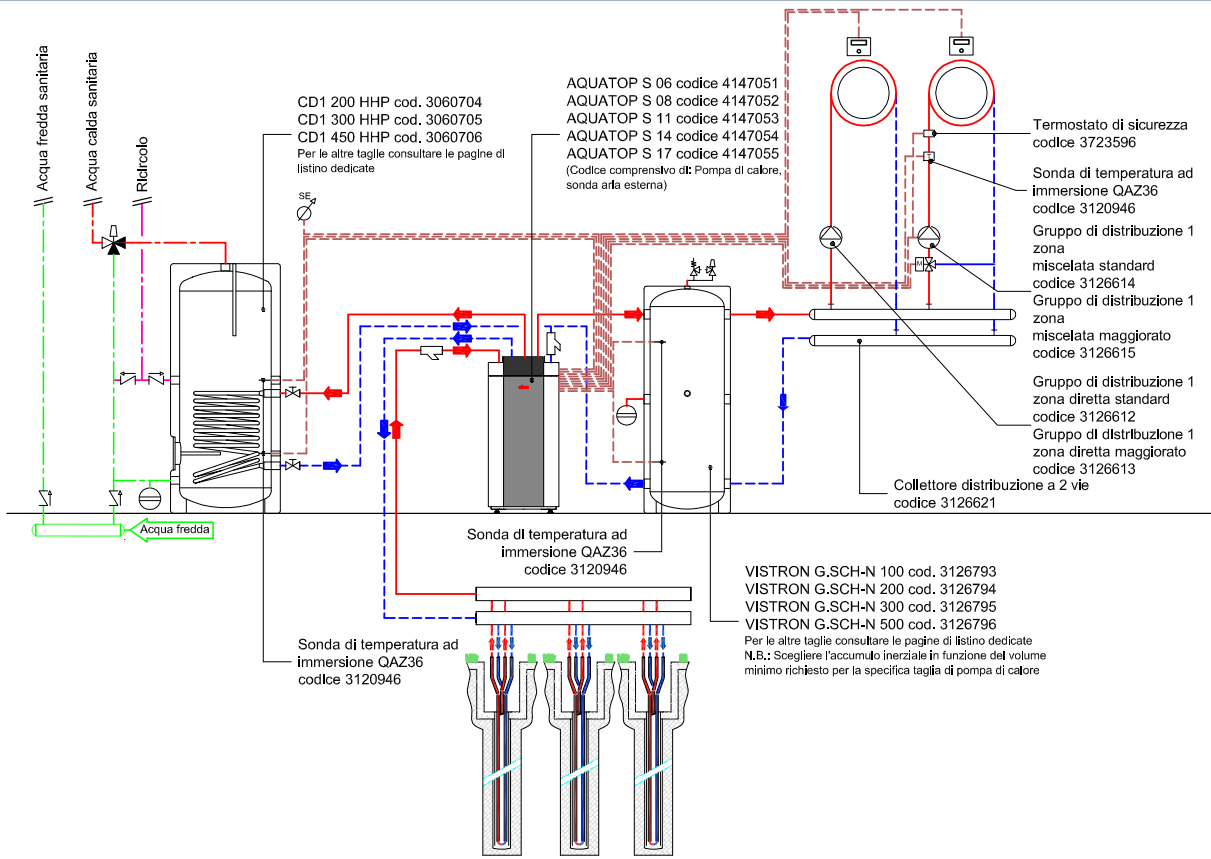 Acqua fredda sanitaria
Acqua calda sanitaria
Ricircolo
CD1 200 HHP cod. 3060704
CD1 300 HHP cod. 3060705
CD1 450 HHP cod. 3060706
Per le altre taglie consultare le pagine di
listino dedicate
SE
AQUATOP S 06 codice 4147051
AQUATOP S 08 codice 4147052
AQUATOP S 11 codice 4147053
AQUATOP S 14 codice 4147054
AQUATOP S 17 codice 4147055
(Codice comprensivo di: Pompa di calore,
sonda aria esterna)
Termostato di sicurezza
codice 3723596
Sonda di temperatura ad
immersione QAZ36
codice 3120946
Gruppo di distribuzione 1
zona
miscelata standard
codice 3126614
Gruppo di distribuzione 1
zona
miscelata maggiorato
codice 3126615
Gruppo di distribuzione 1
zona diretta standard
codice 3126612
Gruppo di distribuzione 1
zona diretta maggiorato
codice 3126613
Collettore distribuzione a 2 vie
codice 3126621
M
Acqua fredda
Sonda di temperatura ad
immersione QAZ36
codice 3120946
VISTRON G.SCH-N 100 cod. 3126793
VISTRON G.SCH-N 200 cod. 3126794
VISTRON G.SCH-N 300 cod. 3126795
VISTRON G.SCH-N 500 cod. 3126796
Per le altre taglie consultare le pagine di listino dedicate
N.B.: Scegliere l'accumulo inerziale in funzione del volume
minimo richiesto per la specifica taglia di pompa di calore
Sonda di temperatura ad
immersione QAZ36
codice 3120946